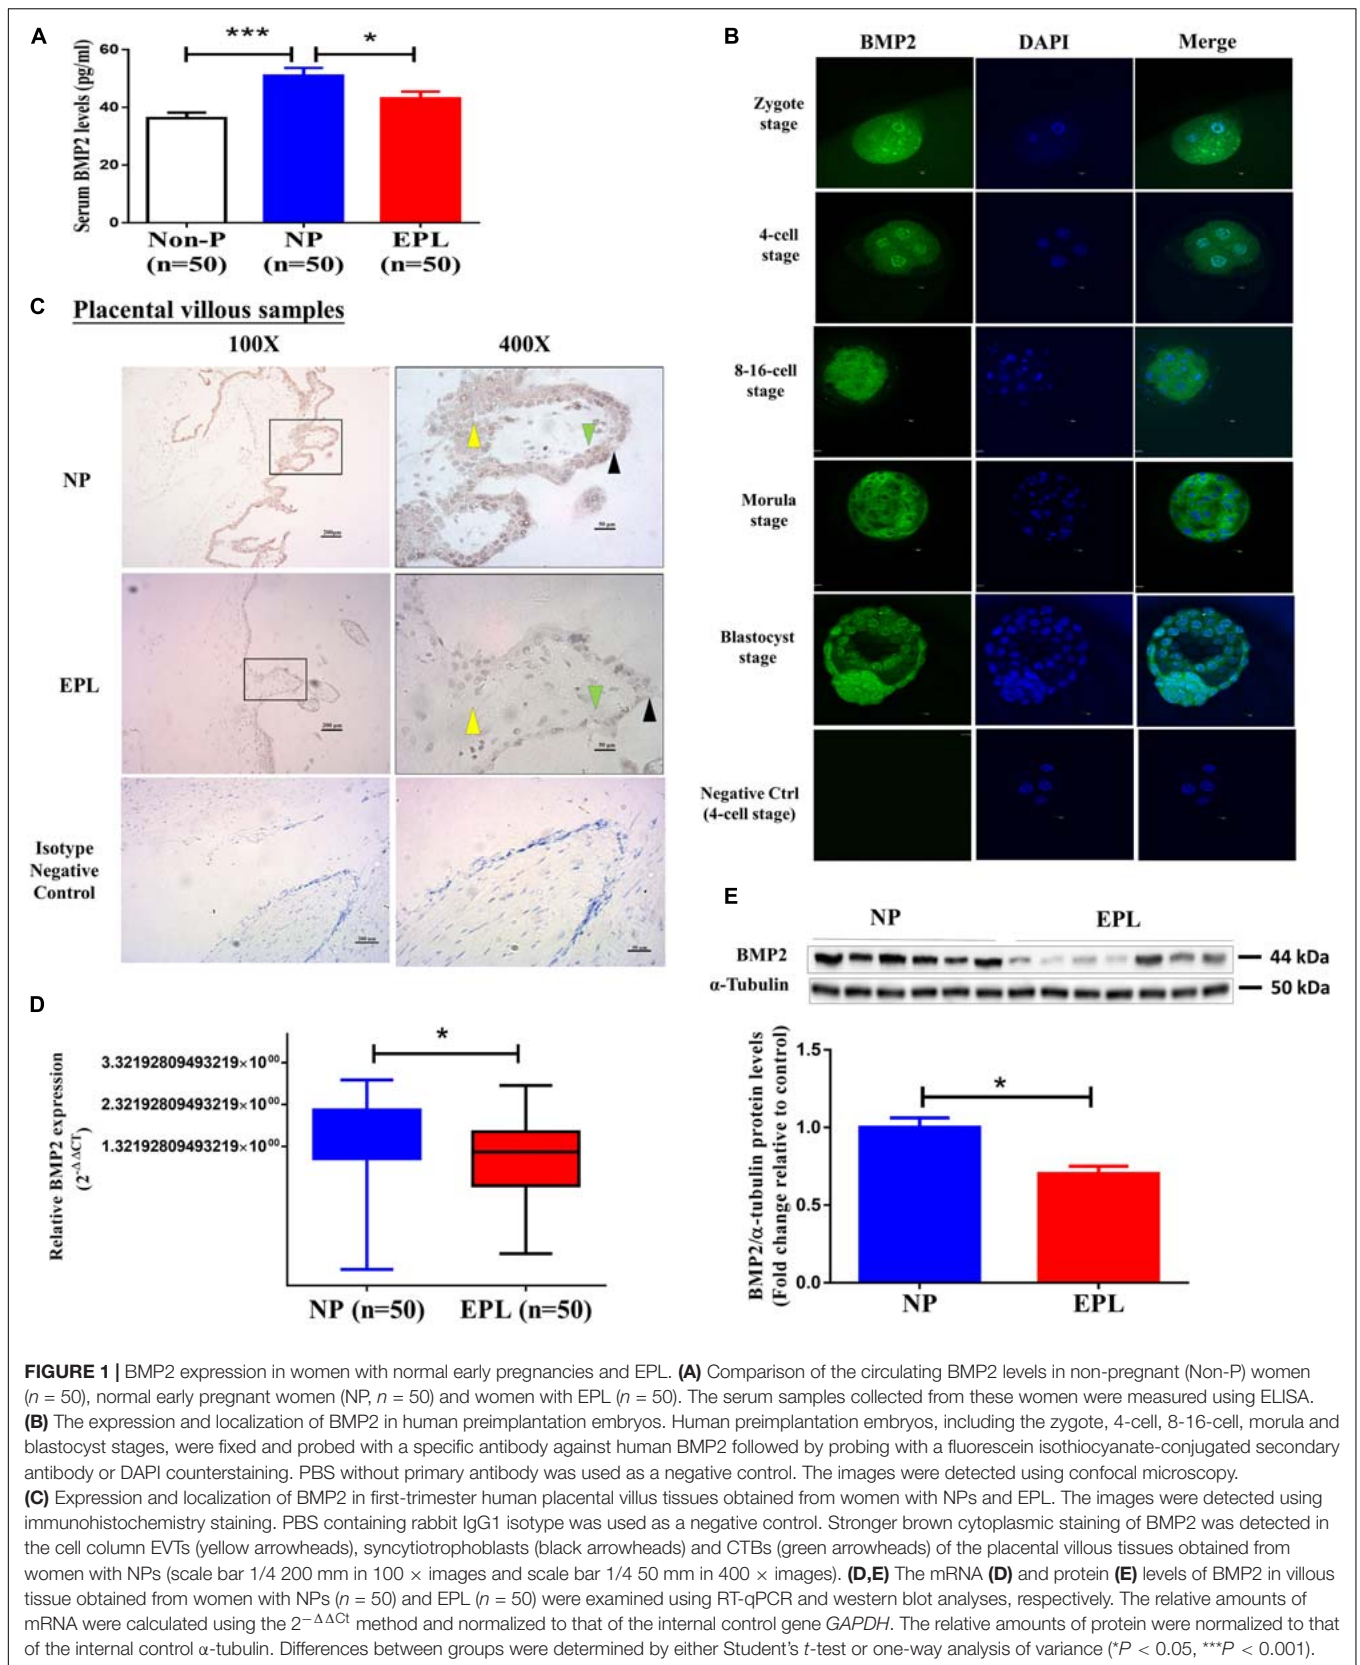 A
***
*
Serum BMP2 levels (pg/ml)
60
40
20
0
Non-P
(n=50)
NP
(n=50)
EPL
(n=50)
B
BMP2
DAPI
Merge
Zygote
stage
4-cell
stage
8-16-cell
stage
Morula
stage
Blastocyst
stage
Negative Ctrl
(4-cell stage)
C
Placental villous samples
100X
400X
NP
200μm
50 μm
EPL
200 μm
50 μm
Isotype
Negative
Control
D
*
Relative BMP2 expression
(2-ΔΔCT)
3.32192809493219×10⁰⁰
2.32192809493219×10⁰⁰
1.32192809493219×10⁰⁰
NP (n=50)
EPL (n=50)
E
NP
EPL
BMP2
44 kDa
α-Tubulin
50 kDa
BMP2/α-tubulin protein levels
(Fold change relative to control)
1.5
1.0
0.5
0.0
*
NP
EPL
FIGURE 1 | BMP2 expression in women with normal early pregnancies and EPL. (A) Comparison of the circulating BMP2 levels in non-pregnant (Non-P) women
(n = 50), normal early pregnant women (NP, n = 50) and women with EPL (n = 50). The serum samples collected from these women were measured using ELISA.
(B) The expression and localization of BMP2 in human preimplantation embryos. Human preimplantation embryos, including the zygote, 4-cell, 8-16-cell, morula and
blastocyst stages, were fixed and probed with a specific antibody against human BMP2 followed by probing with a fluorescein isothiocyanate-conjugated secondary
antibody or DAPI counterstaining. PBS without primary antibody was used as a negative control. The images were detected using confocal microscopy.
(C) Expression and localization of BMP2 in first-trimester human placental villus tissues obtained from women with NPs and EPL. The images were detected using
immunohistochemistry staining. PBS containing rabbit IgG1 isotype was used as a negative control. Stronger brown cytoplasmic staining of BMP2 was detected in
the cell column EVTs (yellow arrowheads), syncytiotrophoblasts (black arrowheads) and CTBs (green arrowheads) of the placental villous tissues obtained from
women with NPs (scale bar 1/4 200 mm in 100 × images and scale bar 1/4 50 mm in 400 × images). (D,E) The mRNA (D) and protein (E) levels of BMP2 in villous
tissue obtained from women with NPs (n = 50) and EPL (n = 50) were examined using RT-qPCR and western blot analyses, respectively. The relative amounts of
mRNA were calculated using the 2−ΔΔCt method and normalized to that of the internal control gene GAPDH. The relative amounts of protein were normalized to that
of the internal control α-tubulin. Differences between groups were determined by either Student's t-test or one-way analysis of variance (*P < 0.05, ***P < 0.001).